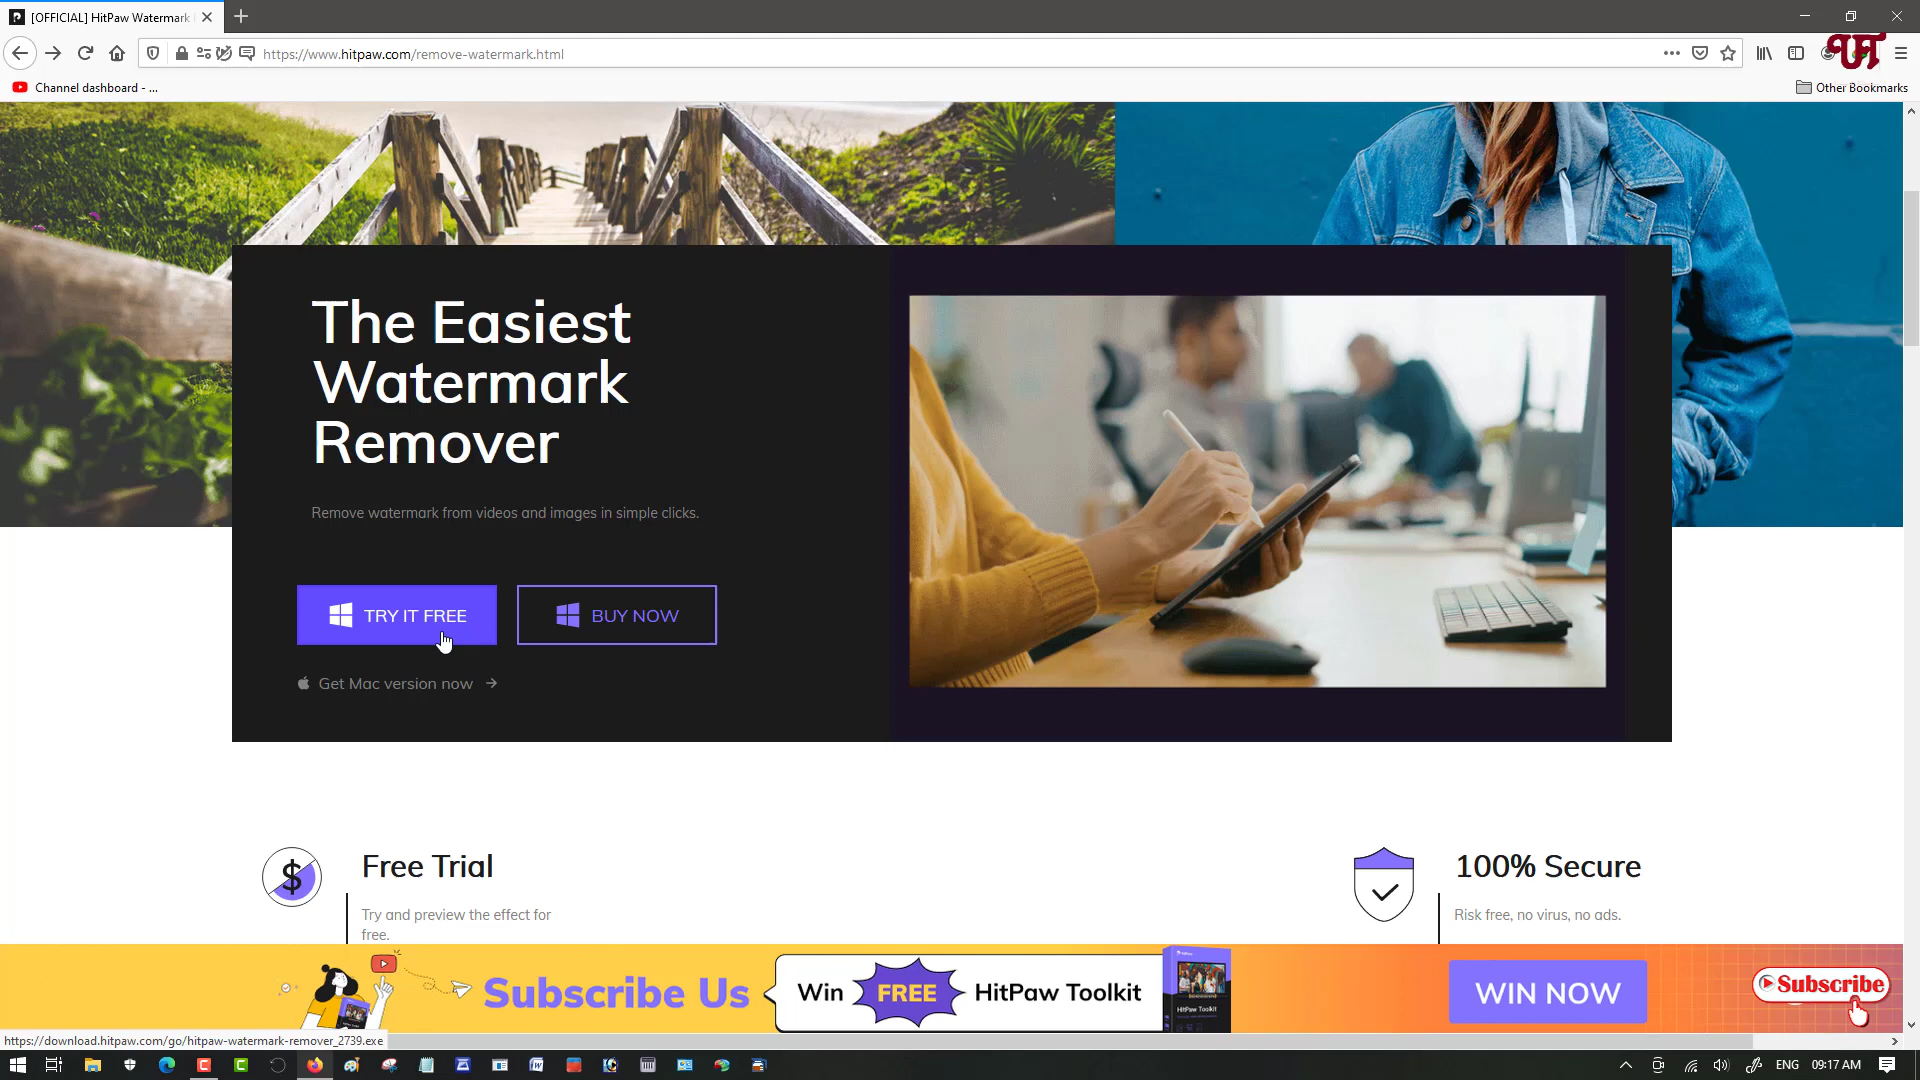 [OFFICIAL] HitPaw Watermark
https://www.hitpaw.com/remove-watermark.html
Channel dashboard - ...
Other Bookmarks
The Easiest
Watermark
Remover
Remove watermark from videos and images in simple clicks.
TRY IT FREE
BUY NOW
Get Mac version now
Free Trial
Try and preview the effect for
free.
100% Secure
Risk free, no virus, no ads.
Subscribe Us
Win FREE HitPaw Toolkit
HitPaw Toolkit
WIN NOW
Subscribe
https://download.hitpaw.com/go/hitpaw-watermark-remover_2739.exe
ENG
09:17 AM